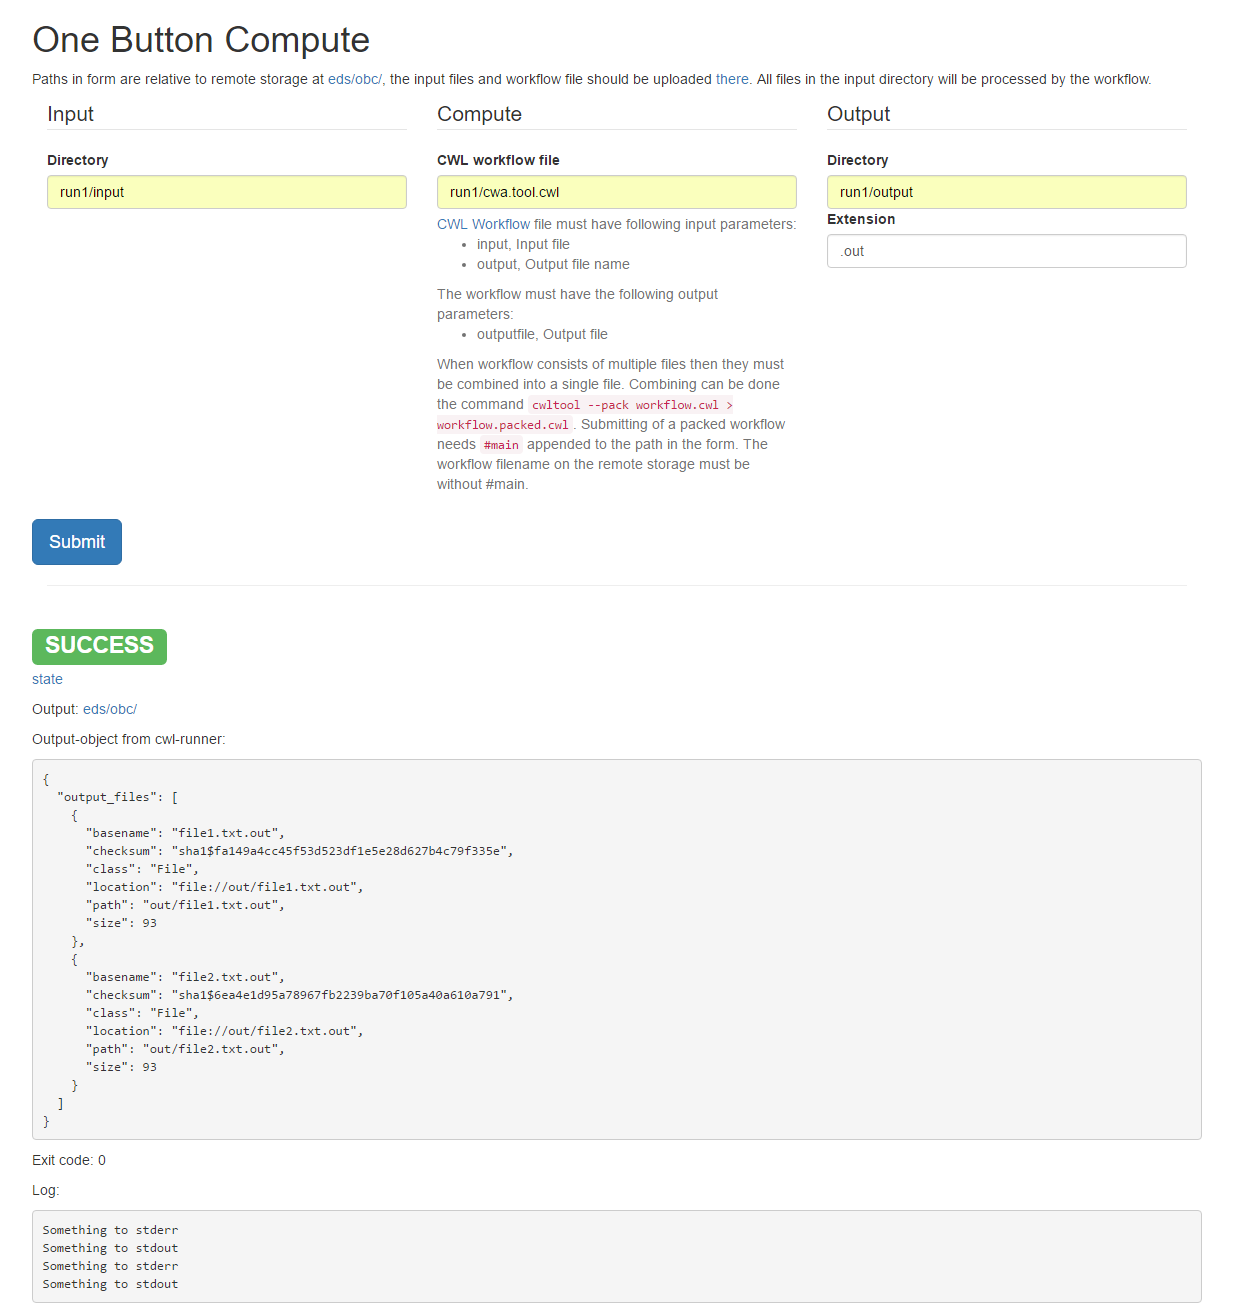 One Button Compute
Paths in form are relative to remote storage at eds/obc/, the input files and workflow file should be uploaded there. All files in the input directory will be processed by the workflow.
Input
Directory
run1/input
Compute
CWL workflow file
run1/cwa.tool.cwl
CWL Workflow file must have following input parameters:
• input, Input file
• output, Output file name
The workflow must have the following output
parameters:
• outputfile, Output file
When workflow consists of multiple files then they must
be combined into a single file. Combining can be done
the command cwltool --pack workflow.cwl >
workflow.packed.cwl . Submitting of a packed workflow
needs #main appended to the path in the form. The
workflow filename on the remote storage must be
without #main.
Output
Directory
run1/output
Extension
.out
Submit
SUCCESS
state
Output: eds/obc/
Output-object from cwl-runner:
{
  "output_files": [
    {
      "basename": "file1.txt.out",
      "checksum": "sha1$fa149a4cc45f53d523df1e5e28d627b4c79f335e",
      "class": "File",
      "location": "file://out/file1.txt.out",
      "path": "out/file1.txt.out",
      "size": 93
    },
    {
      "basename": "file2.txt.out",
      "checksum": "sha1$6ea4e1d95a78967fb2239ba70f105a40a610a791",
      "class": "File",
      "location": "file://out/file2.txt.out",
      "path": "out/file2.txt.out",
      "size": 93
    }
  ]
}
Exit code: 0
Log:
Something to stderr
Something to stdout
Something to stderr
Something to stdout